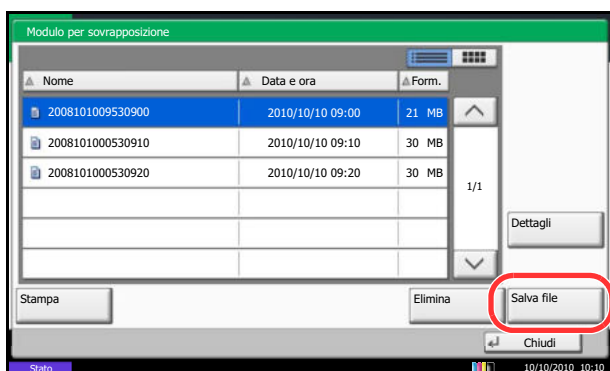 Modulo per sovrapposizione
Nome Data e ora Form.
2008101009530900 2010/10/10 09:00 21 MB
2008101000530910 2010/10/10 09:10 30 MB
2008101000530920 2010/10/10 09:20 30 MB
1/1
Dettagli
Stampa Elimina Salva file
Chiudi
Stato 10/10/2010 10:10